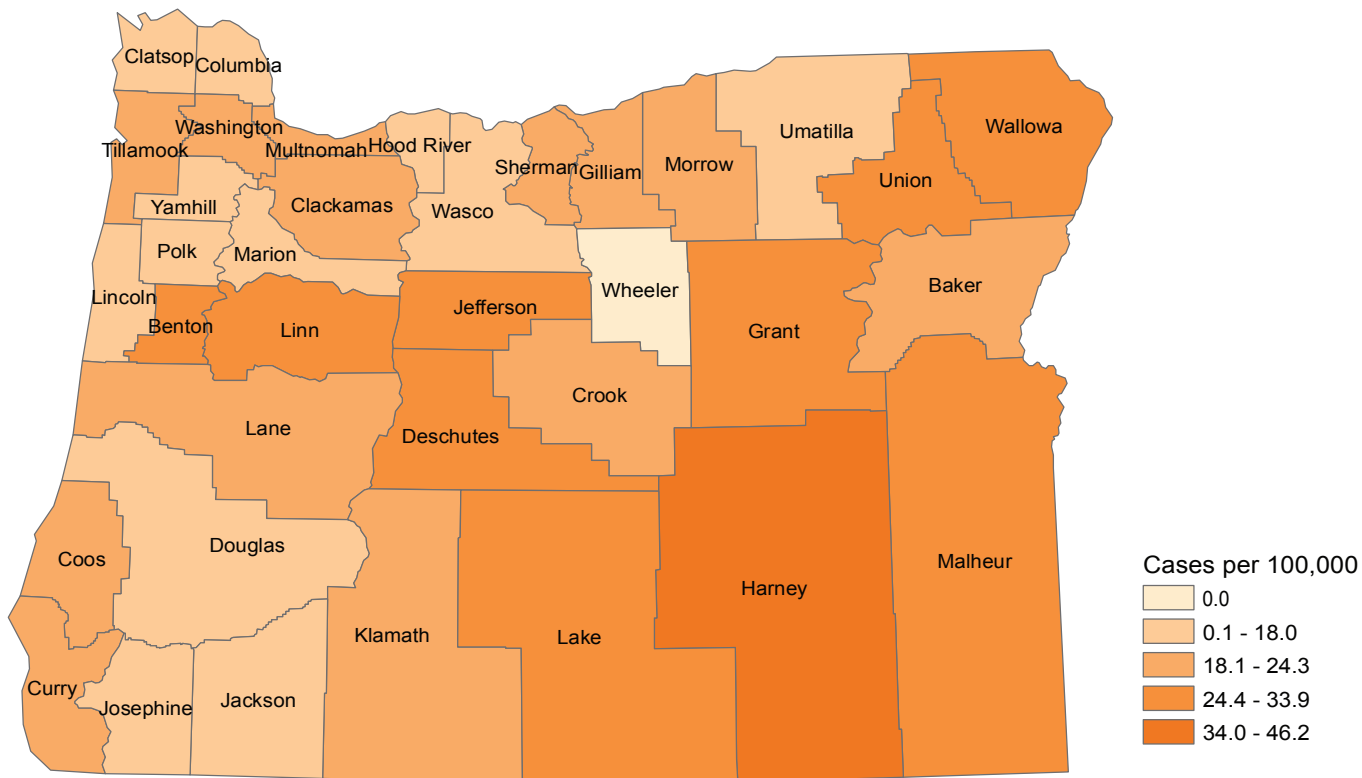 Clatsop
Columbia
Washington
Tillamook
Multnomah
Hood River
Sherman
Gilliam
Morrow
Umatilla
Wallowa
Union
Yamhill
Clackamas
Wasco
Polk
Marion
Lincoln
Benton
Linn
Jefferson
Wheeler
Grant
Baker
Crook
Lane
Deschutes
Coos
Douglas
Klamath
Lake
Harney
Malheur
Curry
Josephine
Jackson
Cases per 100,000
0.0
0.1 - 18.0
18.1 - 24.3
24.4 - 33.9
34.0 - 46.2